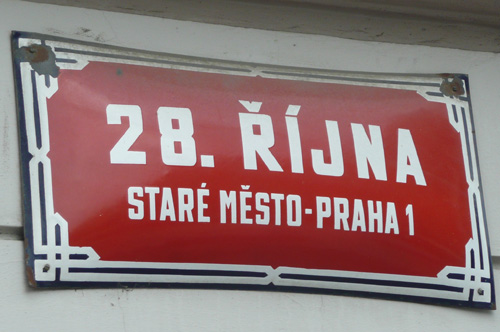 28. ŘÍJNA
STARÉ MĚSTO-PRAHA 1